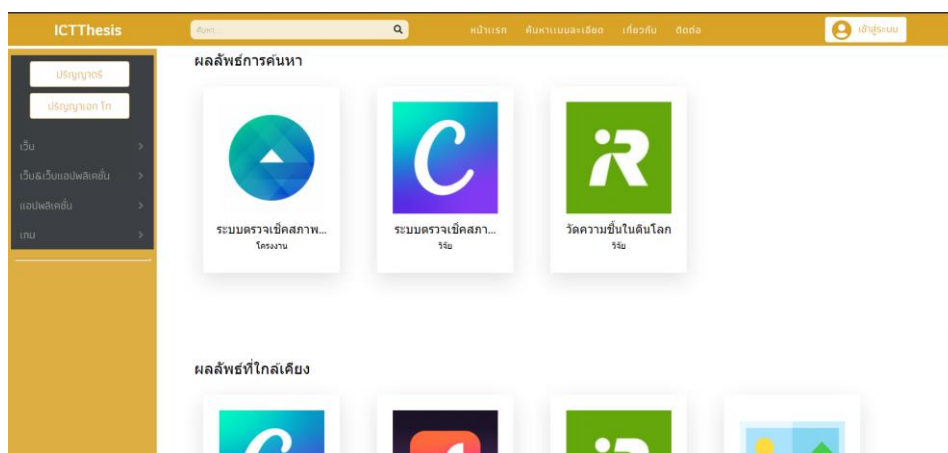 ICTThesis
ค้นหา
หน้าแรก ค้นหาแบบละเอียด เกี่ยวกับ ติดต่อ
เข้าสู่ระบบ
ปริญญาตรี
ปริญญาเอก โท
เว็บ
เว็บ&เว็บแอปพลิเคชั่น
แอปพลิเคชั่น
เกม
ผลลัพธ์การค้นหา
ระบบตรวจเช็คสภาพ...
โครงงาน
ระบบตรวจเช็คสภา...
วิจัย
วัดความชื้นในดินโลก
วิจัย
ผลลัพธ์ที่ใกล้เคียง